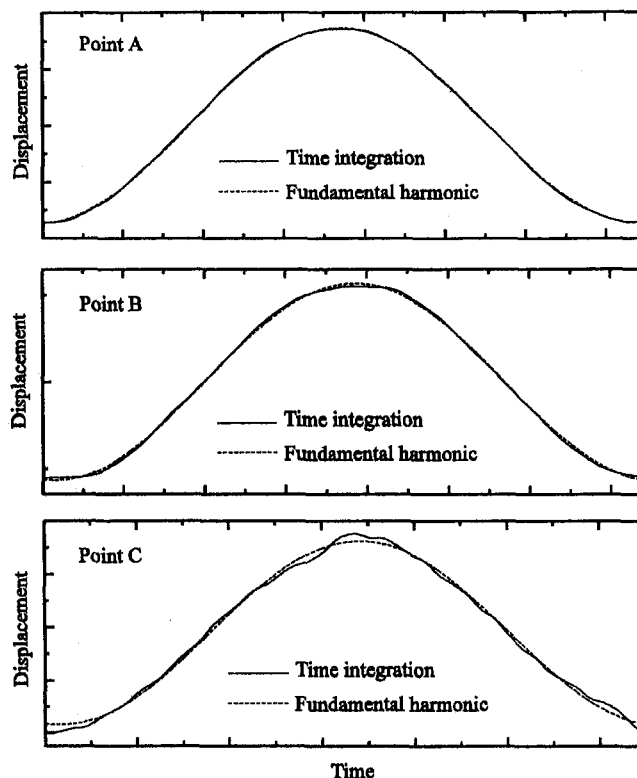 Point A
Displacement
Time integration
Fundamental harmonic
Point B
Displacement
Time integration
Fundamental harmonic
Point C
Displacement
Time integration
Fundamental harmonic
Time